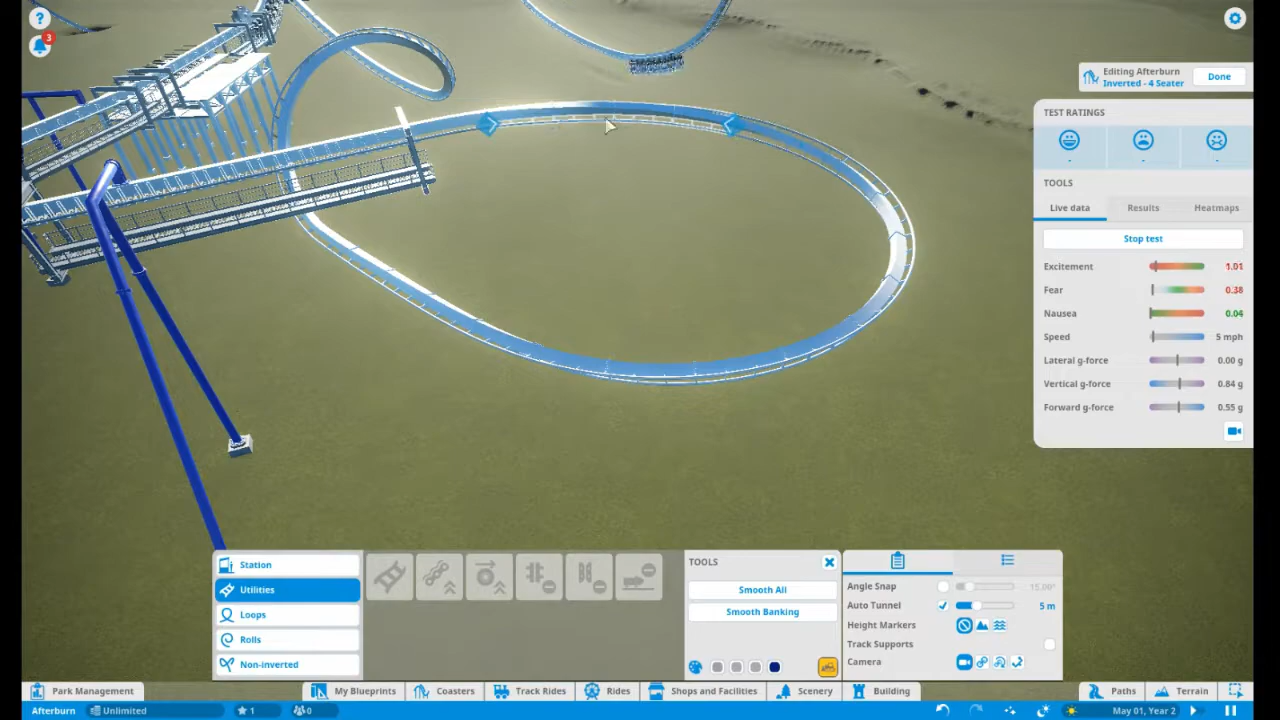 ?
3
Editing Afterburn
Inverted - 4 Seater
Done
TEST RATINGS
- - -
TOOLS
Live data Results Heatmaps
Stop test
Excitement 1.01
Fear 0.38
Nausea 0.04
Speed 5 mph
Lateral g-force 0.00 g
Vertical g-force 0.84 g
Forward g-force 0.55 g
Station
Utilities
Loops
Rolls
Non-inverted
TOOLS
Smooth All
Smooth Banking
Angle Snap 15.00°
Auto Tunnel 5 m
Height Markers
Track Supports
Camera
Park Management My Blueprints Coasters Track Rides Rides Shops and Facilities Scenery Building Paths Terrain
Afterburn Unlimited 1 0 May 01, Year 2